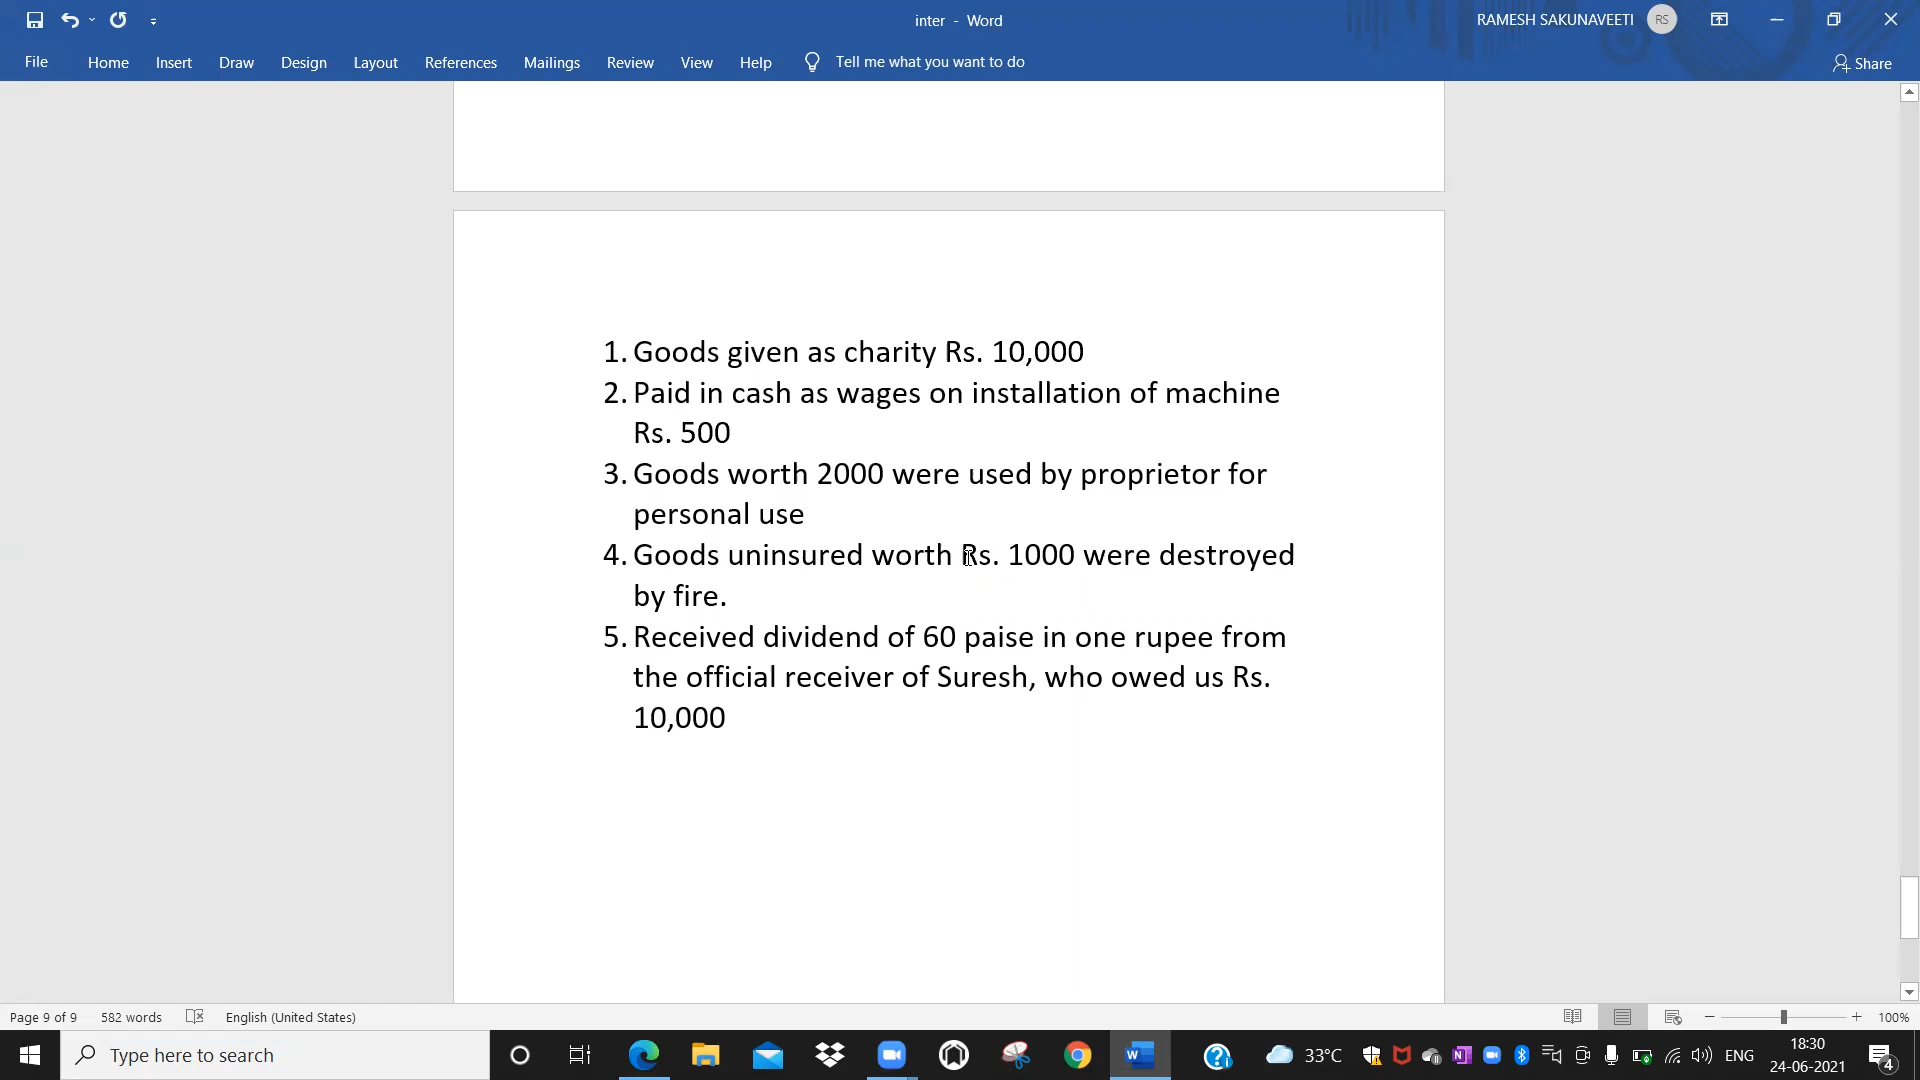 inter - Word
RAMESH SAKUNAVEETI
RS
File Home Insert Draw Design Layout References Mailings Review View Help Tell me what you want to do
Share
1. Goods given as charity Rs. 10,000
2. Paid in cash as wages on installation of machine
Rs. 500
3. Goods worth 2000 were used by proprietor for
personal use
4. Goods uninsured worth Rs. 1000 were destroyed
by fire.
5. Received dividend of 60 paise in one rupee from
the official receiver of Suresh, who owed us Rs.
10,000
Page 9 of 9 582 words English (United States)
100%
Type here to search
33°C
ENG
18:30
24-06-2021
4